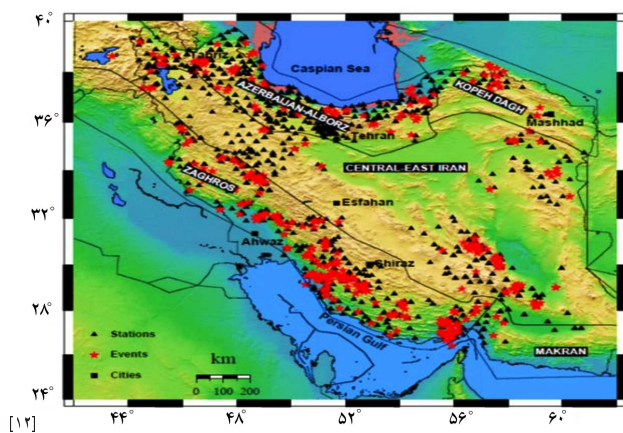 ۴۰°
Caspian Sea
Tabriz
AZERBAIJAN-ALBORZ
KOPEH DAGH
۳۶°
Mashhad
Tehran
CENTRAL-EAST IRAN
ZAGHROS
۳۲°
Esfahan
Ahwaz
Shiraz
۲۸°
Persian Gulf
Stations
Events
Cities
km
0 100 200
MAKRAN
۲۴°
[۱۲]
۴۴° ۴۸° ۵۲° ۵۶° ۶۰°